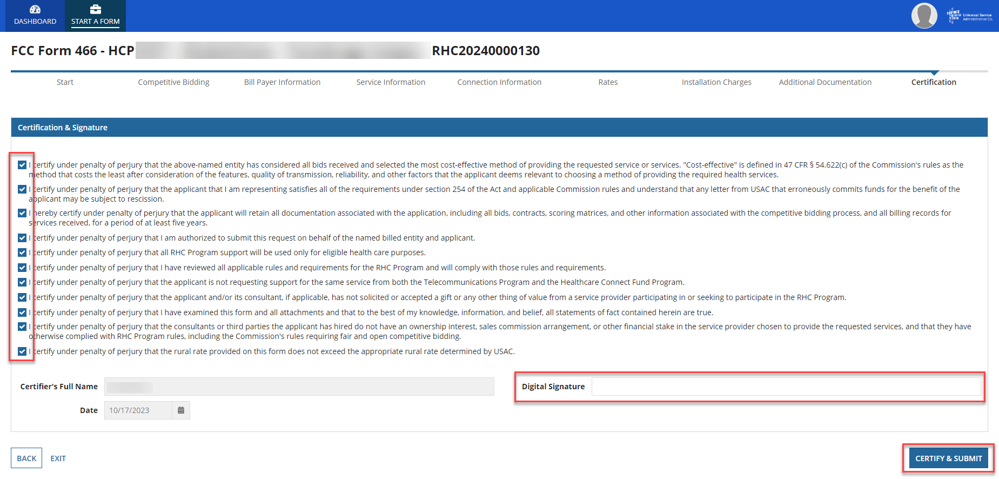 DASHBOARD
START A FORM
Universal Service
Administrative Co.
FCC Form 466 - HCP RHC20240000130
Start
Competitive Bidding
Bill Payer Information
Service Information
Connection Information
Rates
Installation Charges
Additional Documentation
Certification
Certification & Signature
I certify under penalty of perjury that the above-named entity has considered all bids received and selected the most cost-effective method of providing the requested service or services. "Cost-effective" is defined in 47 CFR § 54.622(c) of the Commission's rules as the
method that costs the least after consideration of the features, quality of transmission, reliability, and other factors that the applicant deems relevant to choosing a method of providing the required health services.
I certify under penalty of perjury that the applicant that I am representing satisfies all of the requirements under section 254 of the Act and applicable Commission rules and understand that any letter from USAC that erroneously commits funds for the benefit of the
applicant may be subject to rescission.
I hereby certify under penalty of perjury that the applicant will retain all documentation associated with the application, including all bids, contracts, scoring matrices, and other information associated with the competitive bidding process, and all billing records for
services received, for a period of at least five years.
I certify under penalty of perjury that I am authorized to submit this request on behalf of the named billed entity and applicant.
I certify under penalty of perjury that all RHC Program support will be used only for eligible health care purposes.
I certify under penalty of perjury that I have reviewed all applicable rules and requirements for the RHC Program and will comply with those rules and requirements.
I certify under penalty of perjury that the applicant is not requesting support for the same service from both the Telecommunications Program and the Healthcare Connect Fund Program.
I certify under penalty of perjury that the applicant and/or its consultant, if applicable, has not solicited or accepted a gift or any other thing of value from a service provider participating in or seeking to participate in the RHC Program.
I certify under penalty of perjury that I have examined this form and all attachments and that to the best of my knowledge, information, and belief, all statements of fact contained herein are true.
I certify under penalty of perjury that the consultants or third parties the applicant has hired do not have an ownership interest, sales commission arrangement, or other financial stake in the service provider chosen to provide the requested services, and that they have
otherwise complied with RHC Program rules, including the Commission's rules requiring fair and open competitive bidding.
I certify under penalty of perjury that the rural rate provided on this form does not exceed the appropriate rural rate determined by USAC.
Certifier's Full Name
Digital Signature
Date 10/17/2023
BACK
EXIT
CERTIFY & SUBMIT